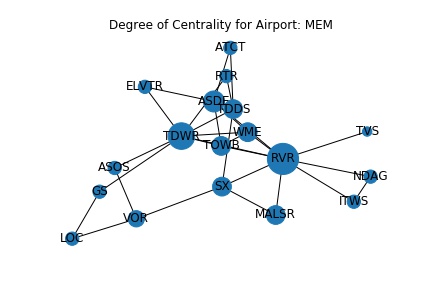 Degree of Centrality for Airport: MEM
ATCT
RTR
ELVTR
ASDE
TDDS
TVS
TDWR
WME
TOWB
RVR
ASOS
NDAG
SX
GS
ITWS
VOR
MALSR
LOC